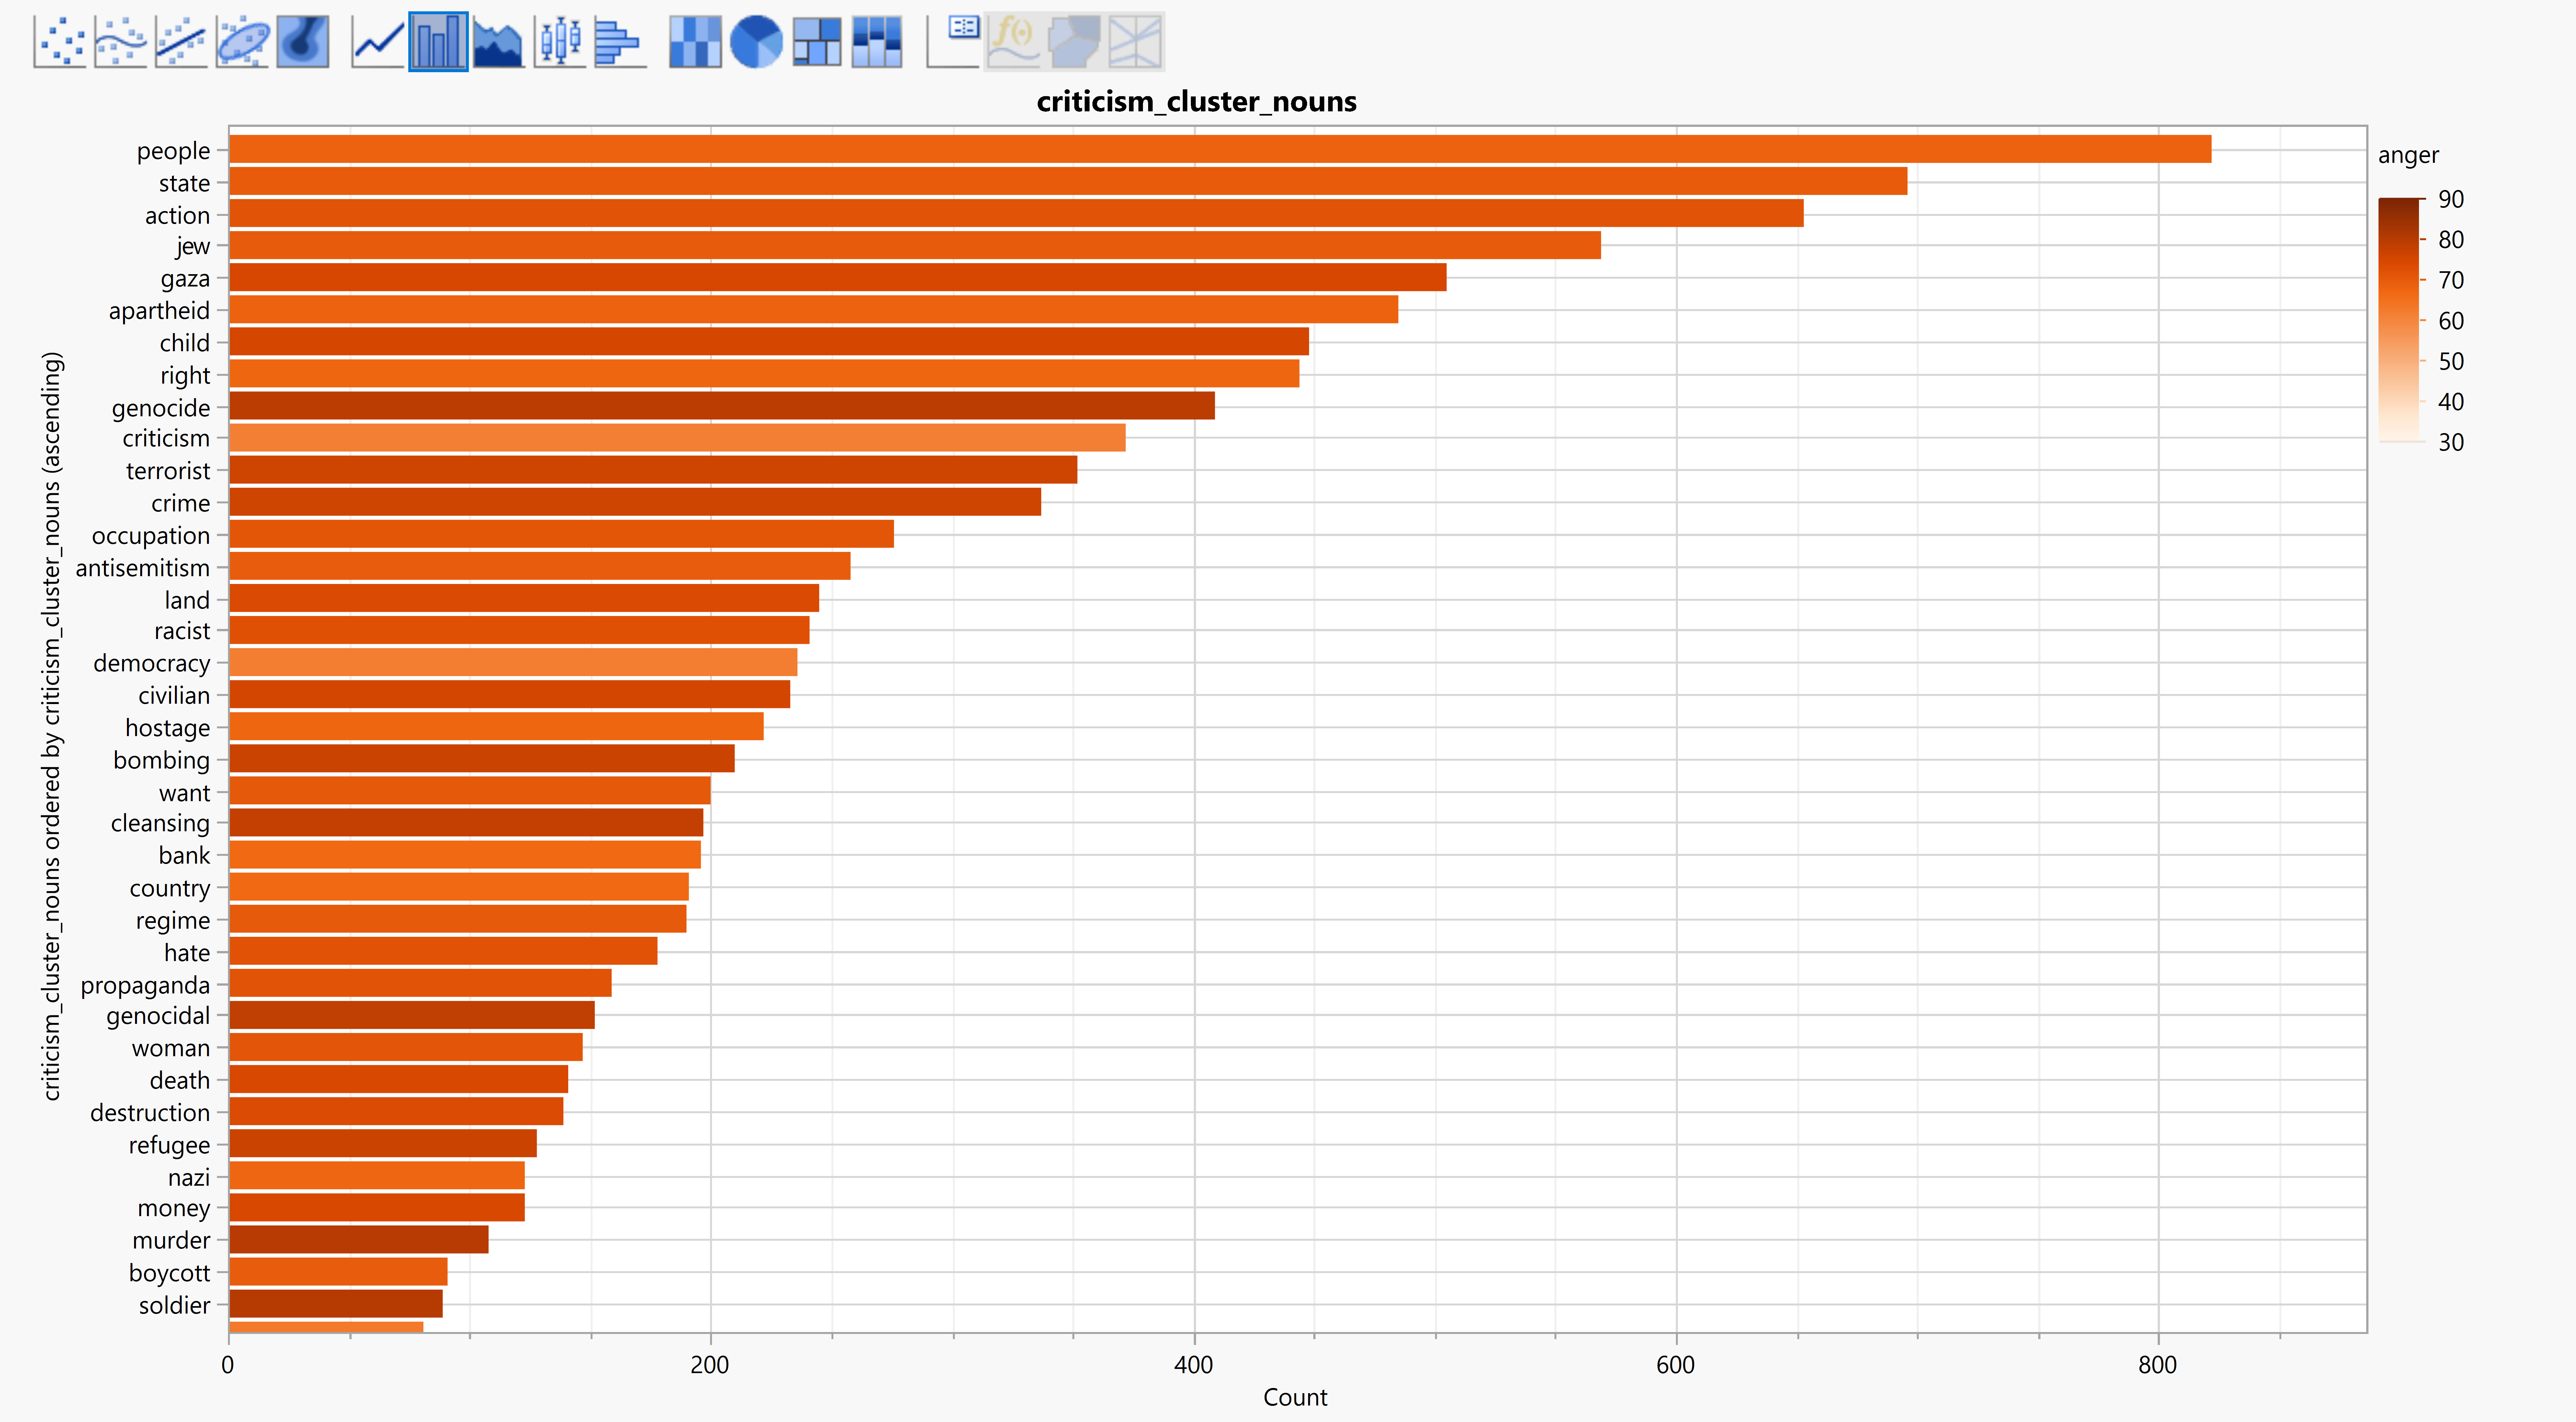 f(·)
criticism_cluster_nouns
people
state
action
jew
gaza
apartheid
child
right
genocide
criticism
terrorist
crime
occupation
antisemitism
land
racist
democracy
civilian
hostage
bombing
want
cleansing
bank
country
regime
hate
propaganda
genocidal
woman
death
destruction
refugee
nazi
money
murder
boycott
soldier
criticism_cluster_nouns ordered by criticism_cluster_nouns (ascending)
0 200 400 600 800
Count
anger
90
80
70
60
50
40
30